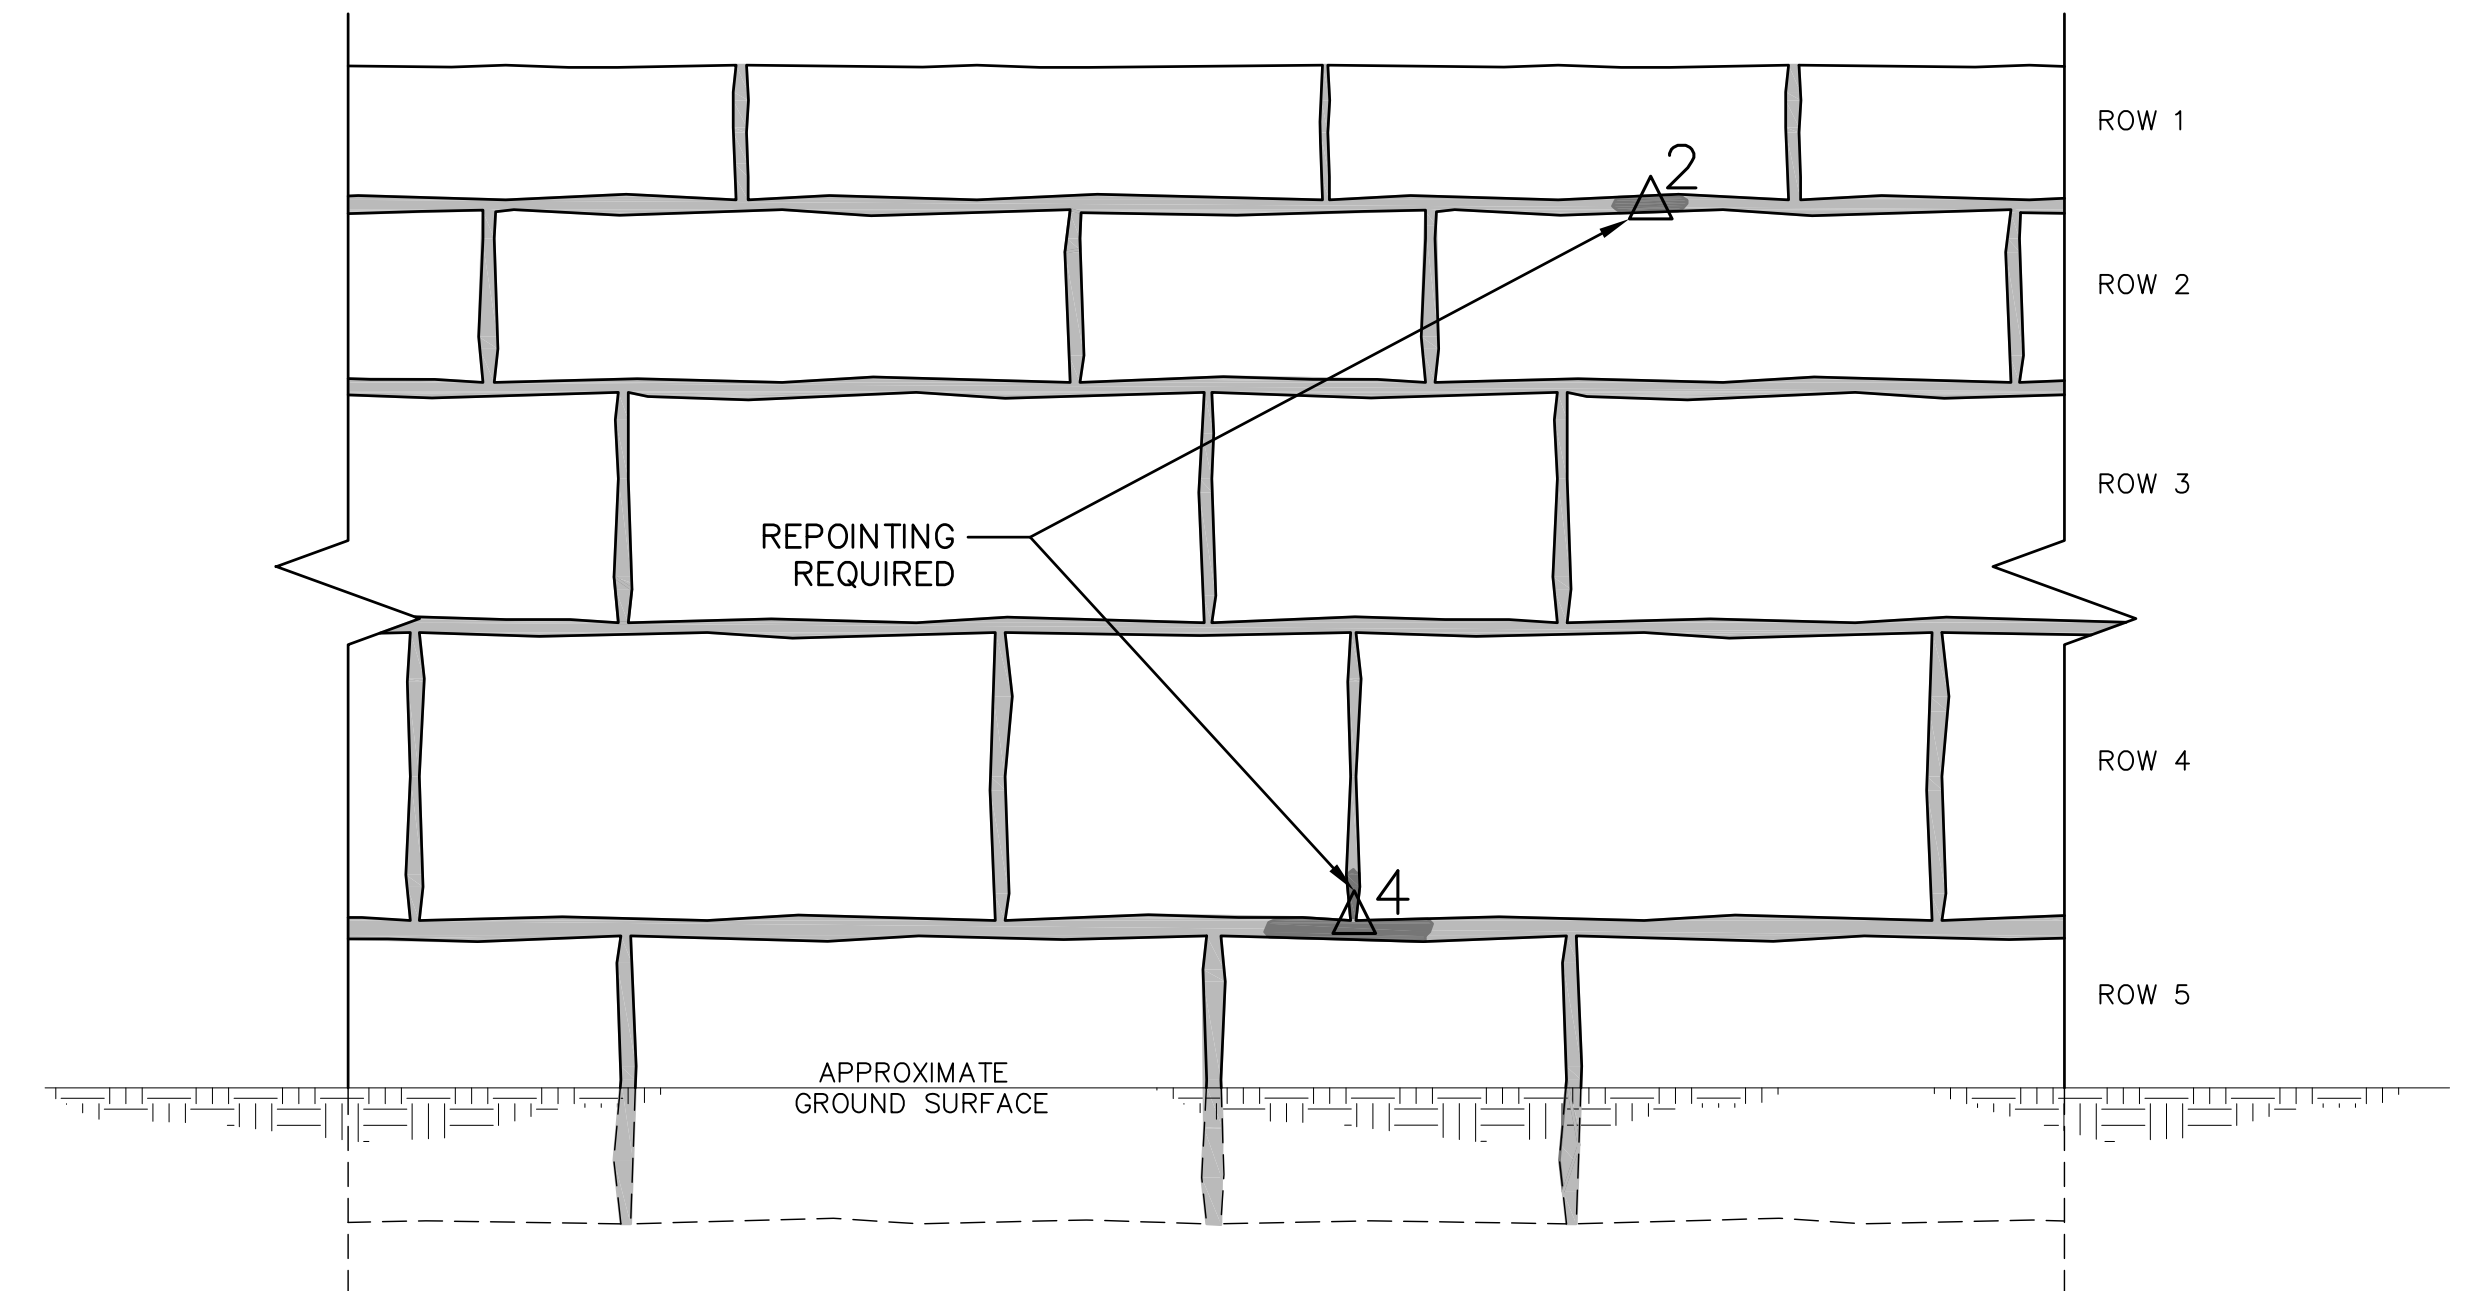 ROW 1
2
ROW 2
ROW 3
REPOINTING
REQUIRED
ROW 4
4
ROW 5
APPROXIMATE
GROUND SURFACE